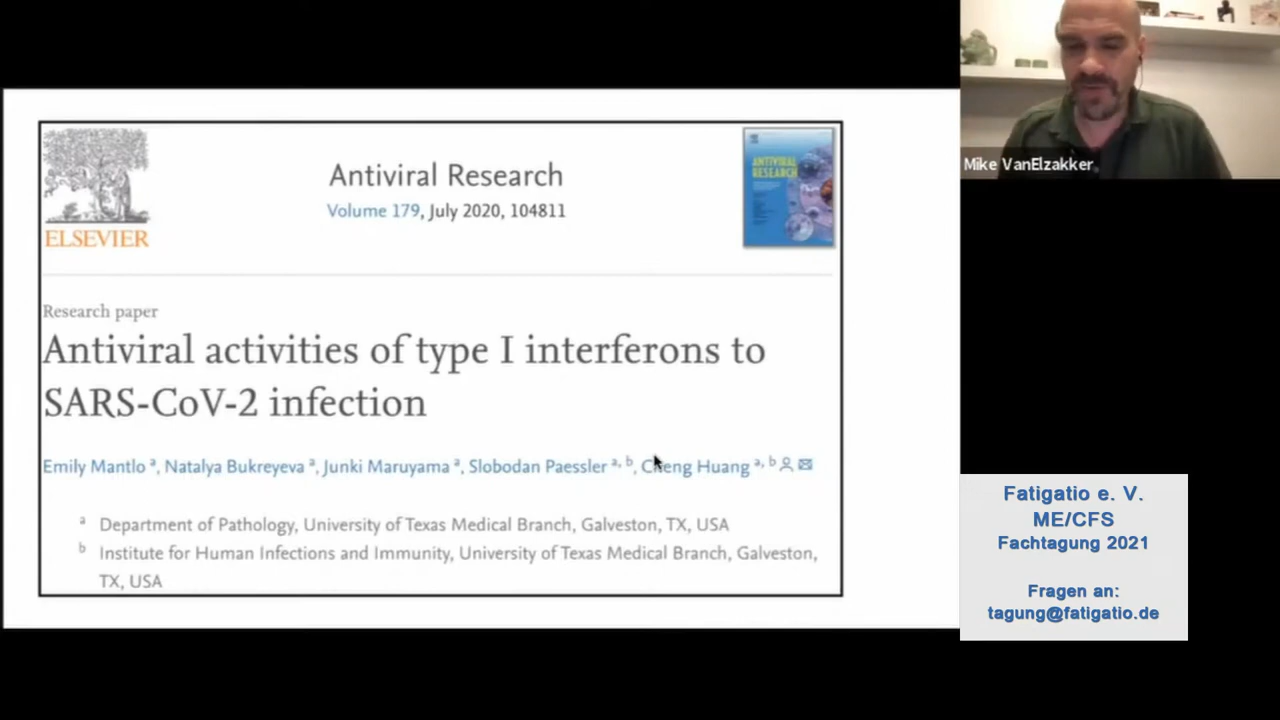 ELSEVIER
Antiviral Research
Volume 179, July 2020, 104811
ANTIVIRAL
RESEARCH
Research paper
Antiviral activities of type I interferons to
SARS-CoV-2 infection
Emily Mantlo a, Natalya Bukreyeva a, Junki Maruyama a, Slobodan Paessler a, b, Cheng Huang a, b
a Department of Pathology, University of Texas Medical Branch, Galveston, TX, USA
b Institute for Human Infections and Immunity, University of Texas Medical Branch, Galveston,
TX, USA
Mike VanElzakker
Fatigatio e. V.
ME/CFS
Fachtagung 2021
Fragen an:
tagung@fatigatio.de